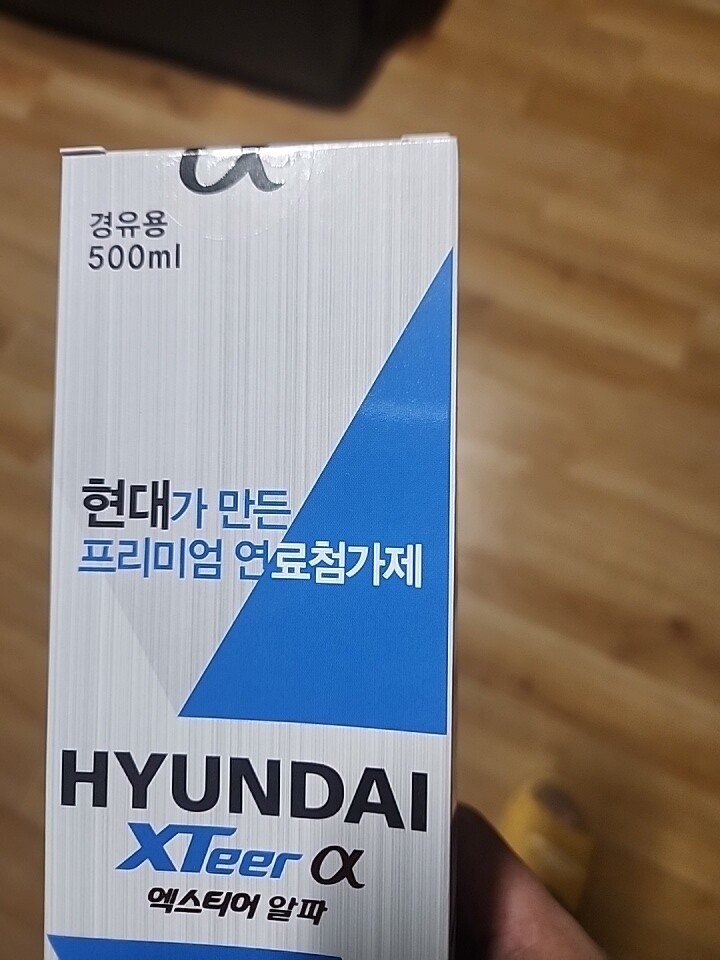 α
경유용
500ml
현대가 만든
프리미엄 연료첨가제
HYUNDAI
XTeer α
엑스티어 알파